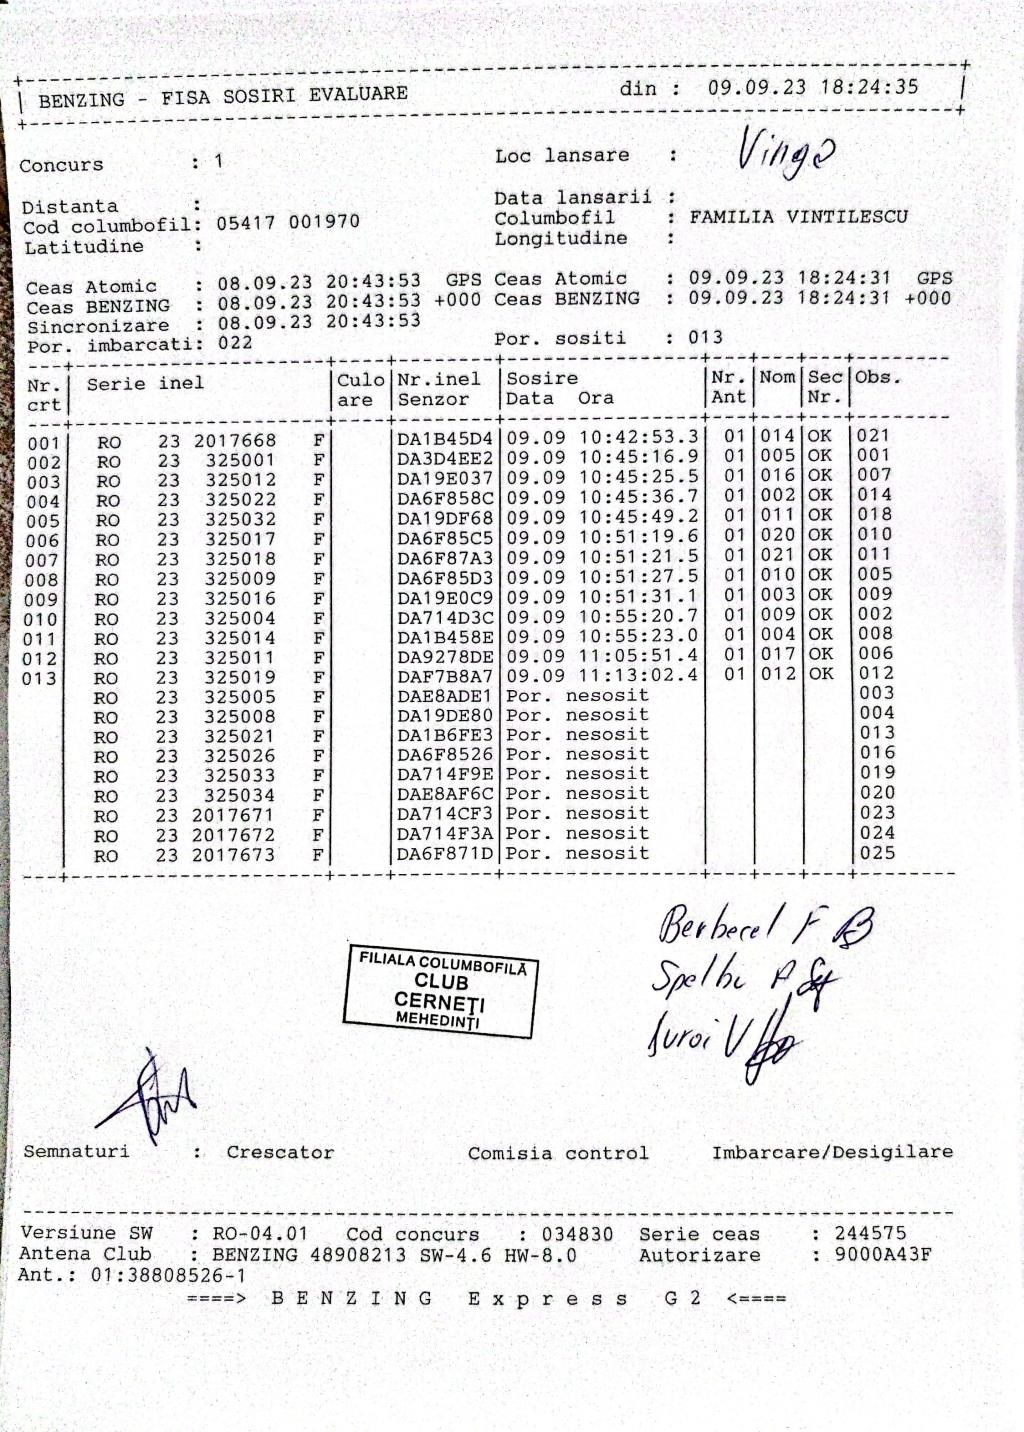 BENZING - FISA SOSIRI EVALUARE din : 09.09.23 18:24:35
Concurs : 1 Loc lansare : Vinga
Distanta : Data lansarii :
Cod columbofil: 05417 001970 Columbofil : FAMILIA VINTILESCU
Latitudine : Longitudine :
Ceas Atomic : 08.09.23 20:43:53 GPS Ceas Atomic : 09.09.23 18:24:31 GPS
Ceas BENZING : 08.09.23 20:43:53 +000 Ceas BENZING : 09.09.23 18:24:31 +000
Sincronizare : 08.09.23 20:43:53
Por. imbarcati: 022 Por. sositi : 013
Nr. Serie inel Culo Nr.inel Sosire Nr. Nom Sec Obs.
crt are Senzor Data Ora Ant Nr.
001 RO 23 2017668 F DA1B45D4 09.09 10:42:53.3 01 014 OK 021
002 RO 23 325001 F DA3D4EE2 09.09 10:45:16.9 01 005 OK 001
003 RO 23 325012 F DA19E037 09.09 10:45:25.5 01 016 OK 007
004 RO 23 325022 F DA6F858C 09.09 10:45:36.7 01 002 OK 014
005 RO 23 325032 F DA19DF68 09.09 10:45:49.2 01 011 OK 018
006 RO 23 325017 F DA6F85C5 09.09 10:51:19.6 01 020 OK 010
007 RO 23 325018 F DA6F87A3 09.09 10:51:21.5 01 021 OK 011
008 RO 23 325009 F DA6F85D3 09.09 10:51:27.5 01 010 OK 005
009 RO 23 325016 F DA19E0C9 09.09 10:51:31.1 01 003 OK 009
010 RO 23 325004 F DA714D3C 09.09 10:55:20.7 01 009 OK 002
011 RO 23 325014 F DA1B458E 09.09 10:55:23.0 01 004 OK 008
012 RO 23 325011 F DA9278DE 09.09 11:05:51.4 01 017 OK 006
013 RO 23 325019 F DAF7B8A7 09.09 11:13:02.4 01 012 OK 012
RO 23 325005 F DAE8ADE1 Por. nesosit 003
RO 23 325008 F DA19DE80 Por. nesosit 004
RO 23 325021 F DA1B6FE3 Por. nesosit 013
RO 23 325026 F DA6F8526 Por. nesosit 016
RO 23 325033 F DA714F9E Por. nesosit 019
RO 23 325034 F DAE8AF6C Por. nesosit 020
RO 23 2017671 F DA714CF3 Por. nesosit 023
RO 23 2017672 F DA714F3A Por. nesosit 024
RO 23 2017673 F DA6F871D Por. nesosit 025
Berbecel F
FILIALA COLUMBOFILĂ
CLUB
CERNEȚI
MEHEDINȚI
Semnaturi : Crescator Comisia control Imbarcare/Desigilare
Versiune SW : RO-04.01 Cod concurs : 034830 Serie ceas : 244575
Antena Club : BENZING 48908213 SW-4.6 HW-8.0 Autorizare : 9000A43F
Ant.: 01:38808526-1
====> B E N Z I N G E x p r e s s G 2 <====